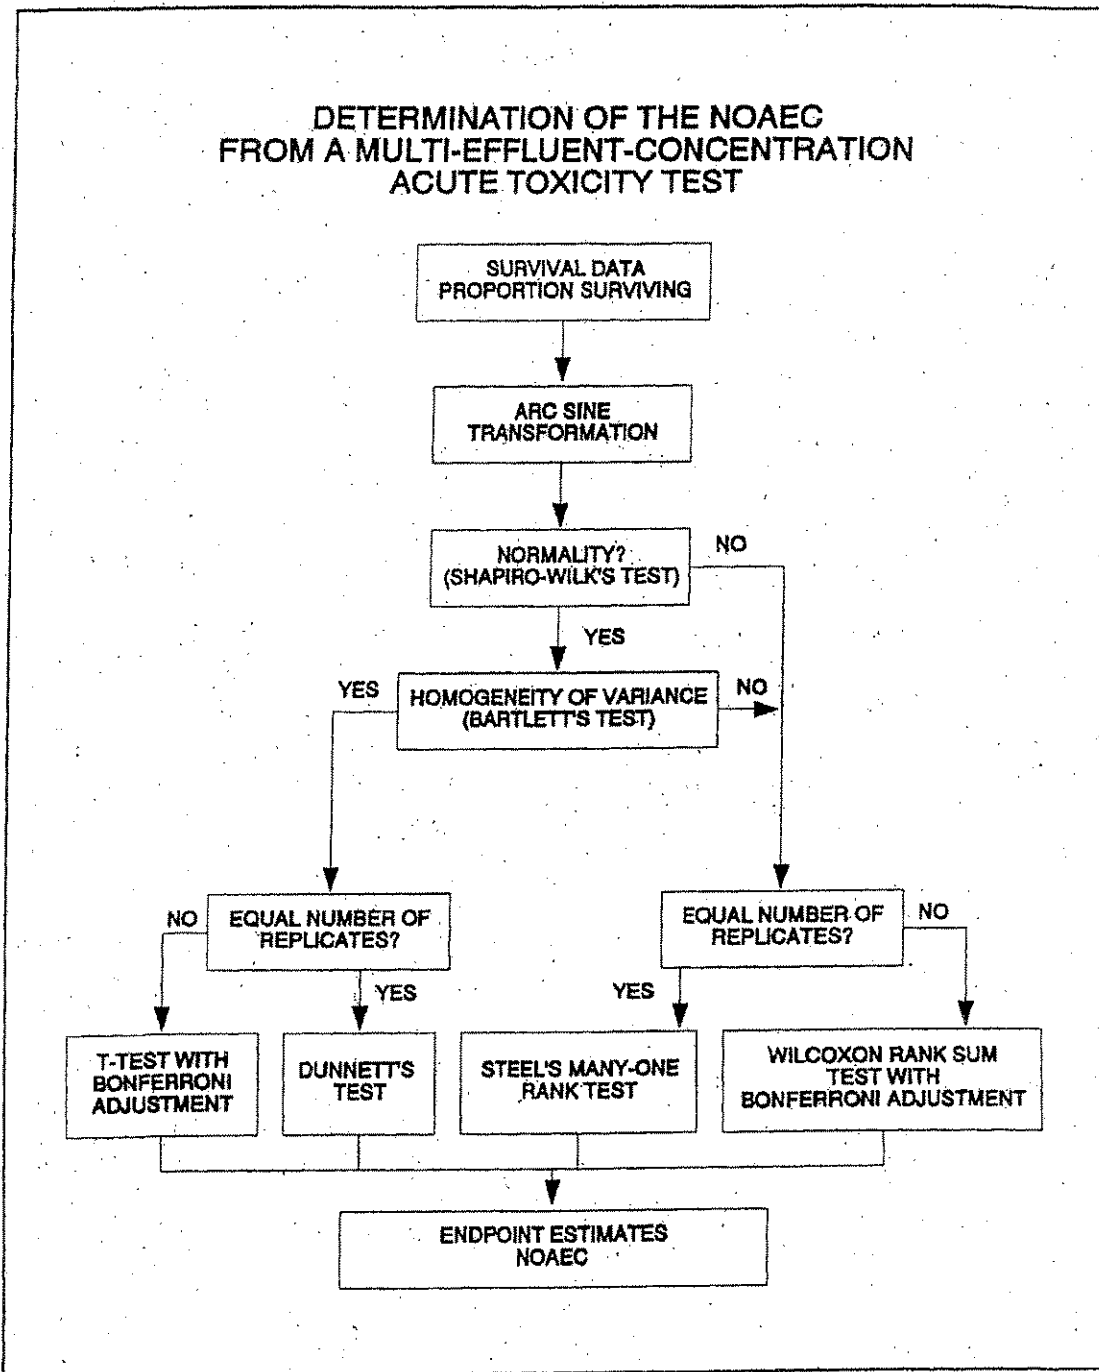 DETERMINATION OF THE NOAEC
FROM A MULTI-EFFLUENT-CONCENTRATION
ACUTE TOXICITY TEST
SURVIVAL DATA
PROPORTION SURVIVING
ARC SINE
TRANSFORMATION
NORMALITY?
(SHAPIRO-WILK'S TEST)
NO
YES
YES
HOMOGENEITY OF VARIANCE
(BARTLETT'S TEST)
NO
NO
EQUAL NUMBER OF
REPLICATES?
YES
EQUAL NUMBER OF
REPLICATES?
NO
YES
T-TEST WITH
BONFERRONI
ADJUSTMENT
DUNNETT'S
TEST
STEEL'S MANY-ONE
RANK TEST
WILCOXON RANK SUM
TEST WITH
BONFERRONI ADJUSTMENT
ENDPOINT ESTIMATES
NOAEC